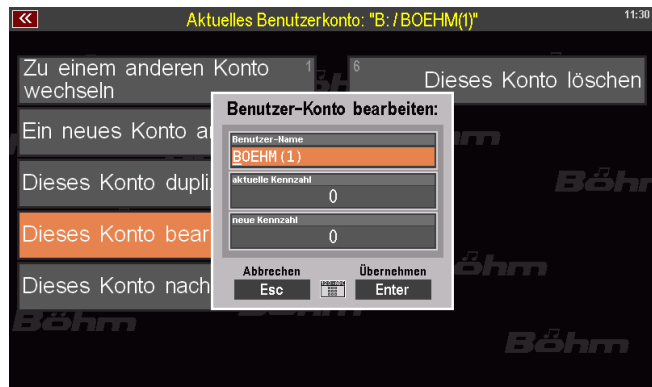 Aktuelles Benutzerkonto: "B: / BOEHM(1)"
11:30
Zu einem anderen Konto
wechseln
1
6
Dieses Konto löschen
Ein neues Konto
Dieses Konto dupli
Dieses Konto bear
Dieses Konto nach
Benutzer-Konto bearbeiten:
Benutzer-Name
BOEHM(1)
aktuelle Kennzahl
0
neue Kennzahl
0
Abbrechen
Übernehmen
Esc
Enter
Böhm
Böhm